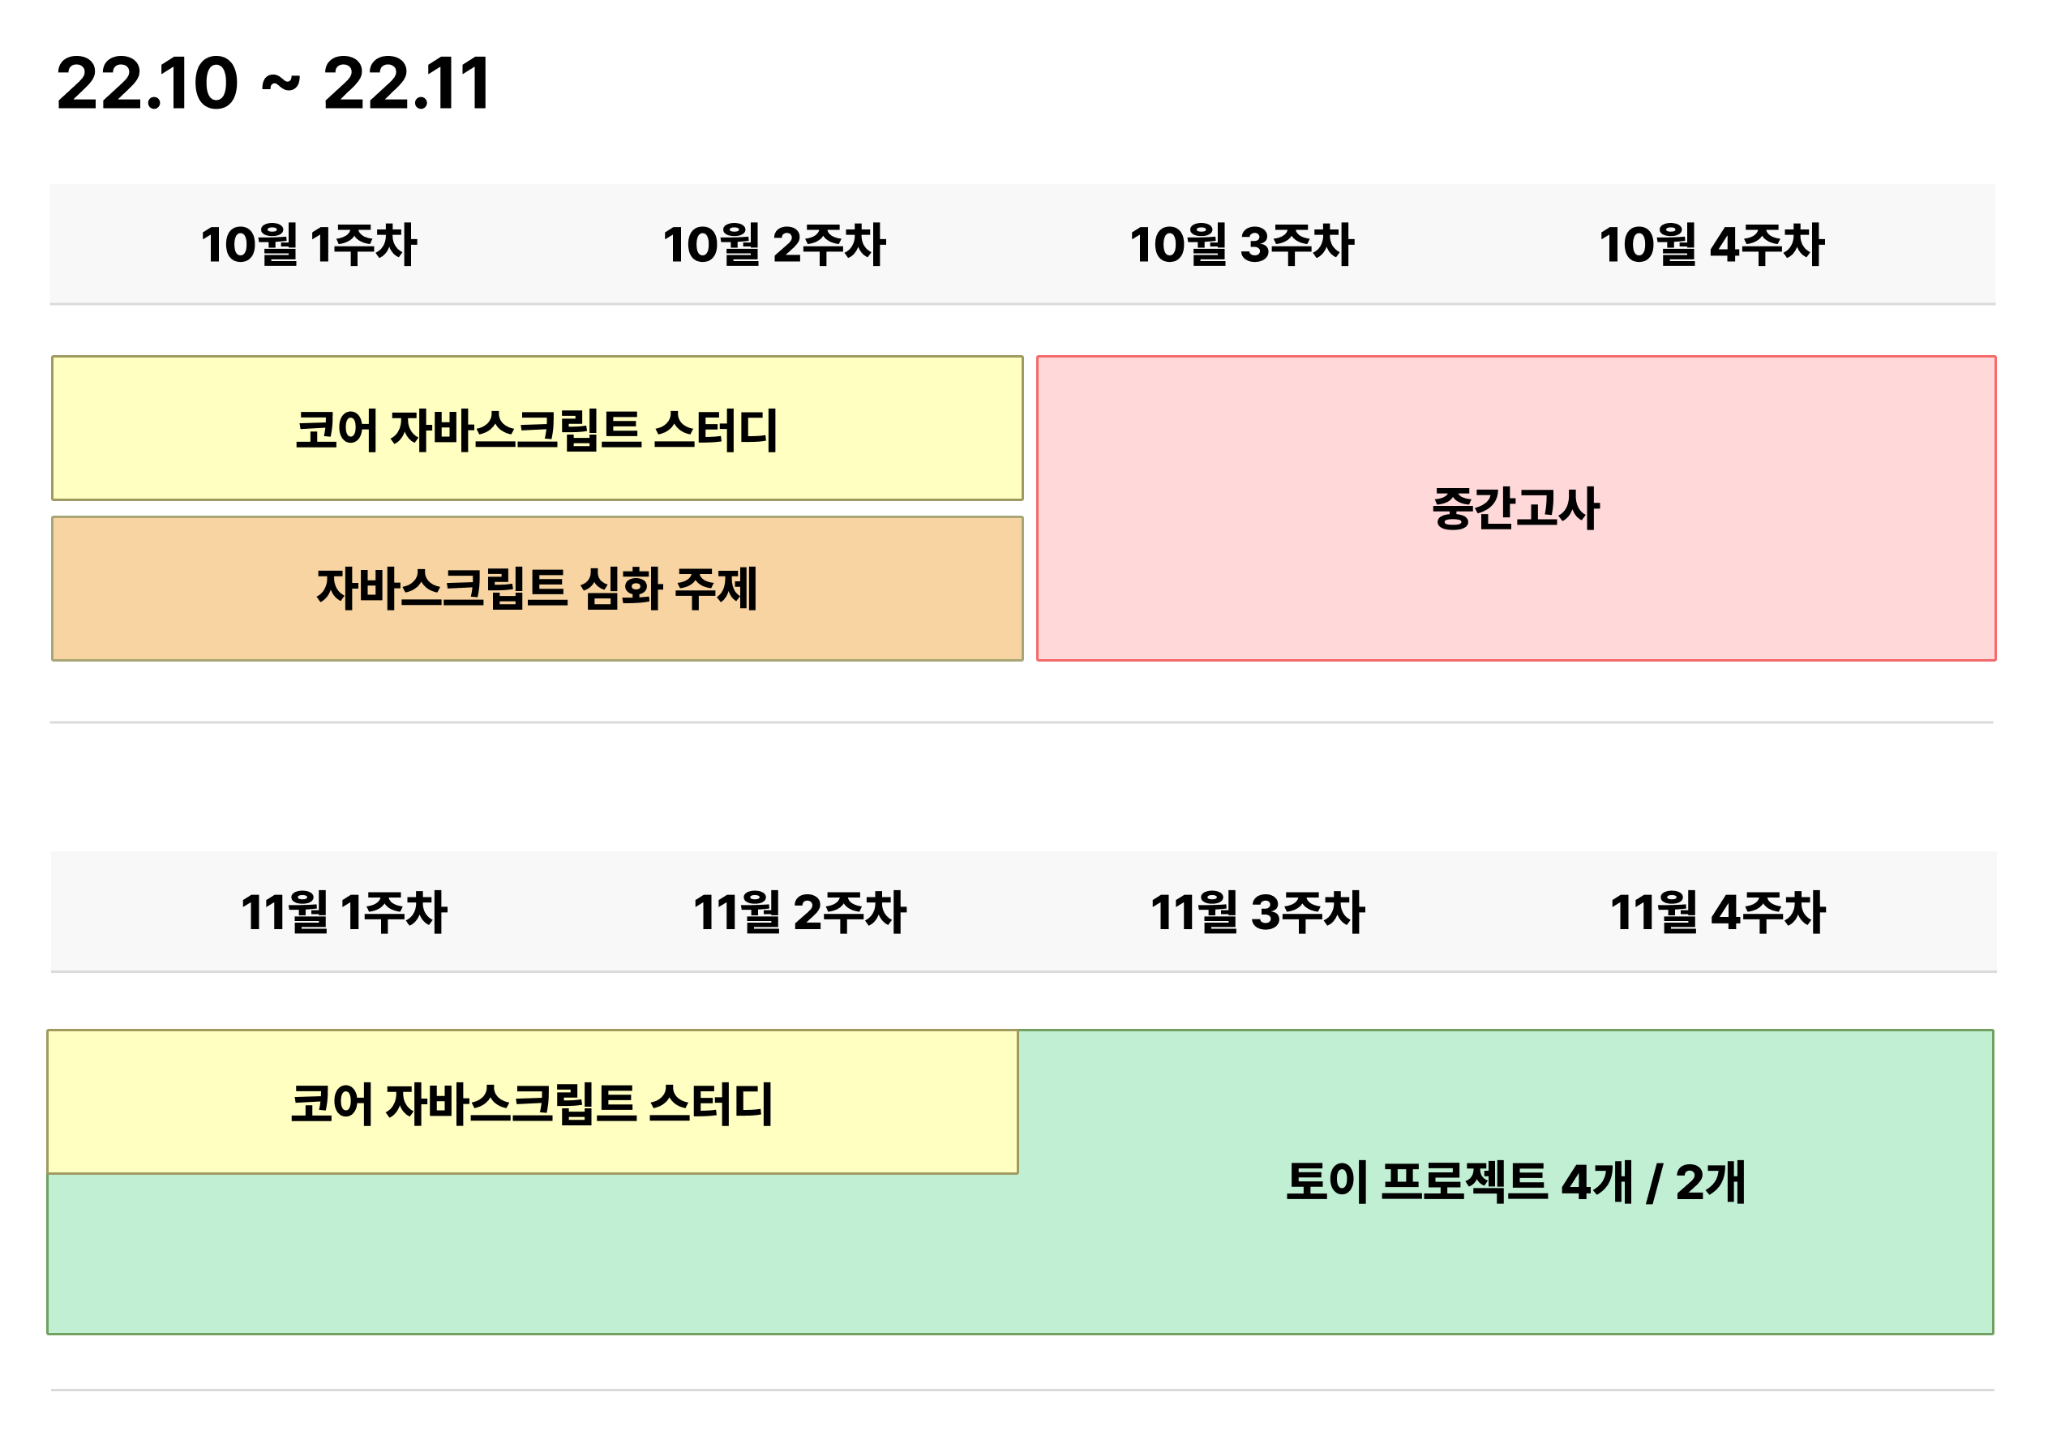 22.10 ~ 22.11
10월 1주차 10월 2주차 10월 3주차 10월 4주차
코어 자바스크립트 스터디
중간고사
자바스크립트 심화 주제
11월 1주차 11월 2주차 11월 3주차 11월 4주차
코어 자바스크립트 스터디
토이 프로젝트 4개 / 2개